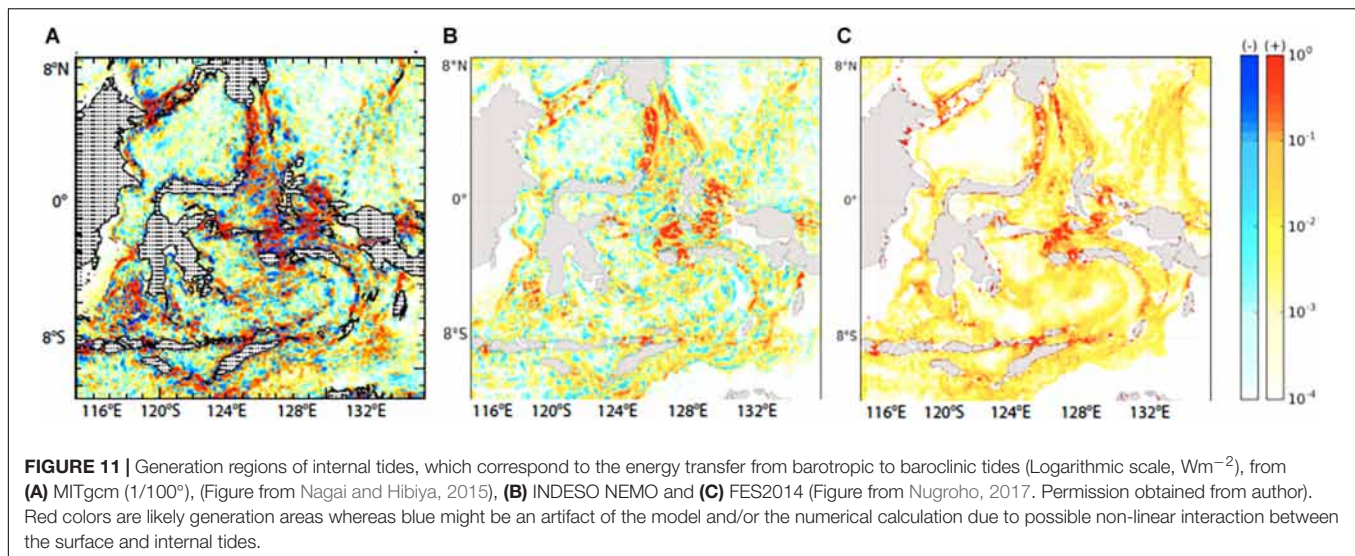 A
B
C
(-) (+)
8°N
0°
8°S
116°E 120°S 124°E 128°E 132°E
8°N
0°
8°S
116°E 120°S 124°E 128°E 132°E
116°E 120°S 124°E 128°E 132°E
10⁰
10⁻¹
10⁻²
10⁻³
10⁻⁴
FIGURE 11 | Generation regions of internal tides, which correspond to the energy transfer from barotropic to baroclinic tides (Logarithmic scale, Wm⁻²), from
(A) MITgcm (1/100°), (Figure from Nagai and Hibiya, 2015), (B) INDESO NEMO and (C) FES2014 (Figure from Nugroho, 2017. Permission obtained from author).
Red colors are likely generation areas whereas blue might be an artifact of the model and/or the numerical calculation due to possible non-linear interaction between
the surface and internal tides.